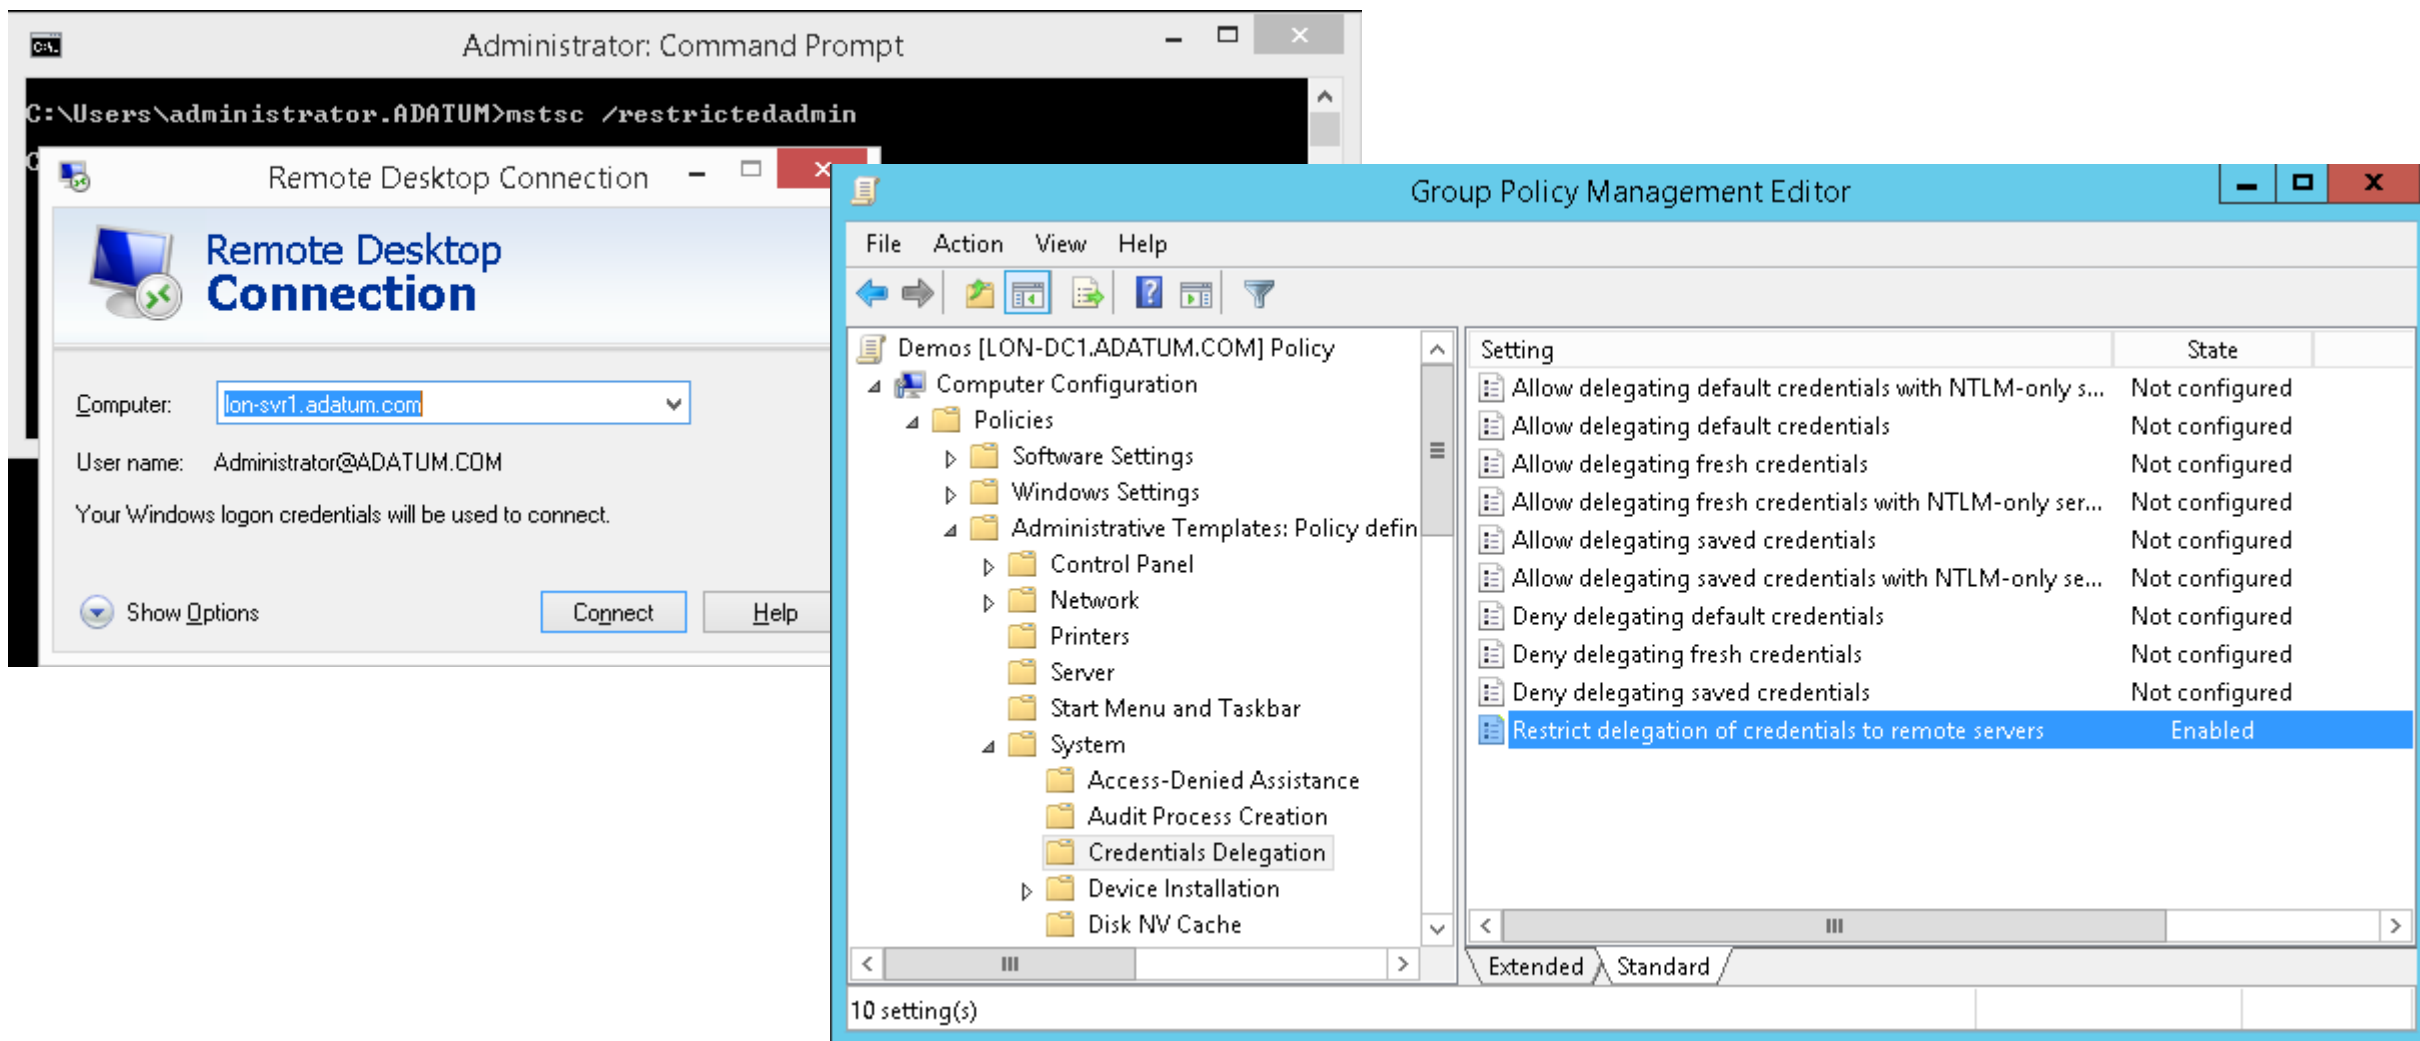 Administrator: Command Prompt
C:\Users\administrator.ADATUM>mstsc /restrictedadmin
Remote Desktop Connection
Remote Desktop
Connection
Computer: lon-svr1.adatum.com
User name: Administrator@ADATUM.COM
Your Windows logon credentials will be used to connect.
Show Options
Connect
Help
Group Policy Management Editor
File Action View Help
Demos [LON-DC1.ADATUM.COM] Policy
Computer Configuration
Policies
Software Settings
Windows Settings
Administrative Templates: Policy defin
Control Panel
Network
Printers
Server
Start Menu and Taskbar
System
Access-Denied Assistance
Audit Process Creation
Credentials Delegation
Device Installation
Disk NV Cache
Setting State
Allow delegating default credentials with NTLM-only s... Not configured
Allow delegating default credentials Not configured
Allow delegating fresh credentials Not configured
Allow delegating fresh credentials with NTLM-only ser... Not configured
Allow delegating saved credentials Not configured
Allow delegating saved credentials with NTLM-only se... Not configured
Deny delegating default credentials Not configured
Deny delegating fresh credentials Not configured
Deny delegating saved credentials Not configured
Restrict delegation of credentials to remote servers Enabled
Extended Standard
10 setting(s)